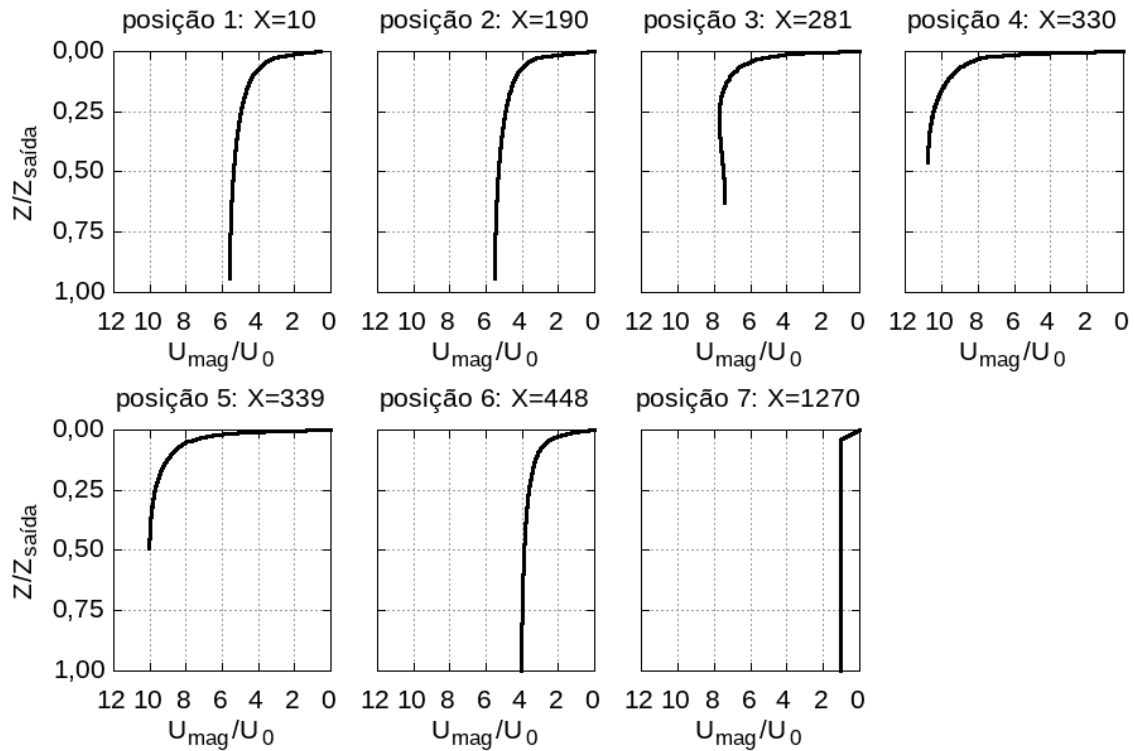 posição 1: X=10
posição 2: X=190
posição 3: X=281
posição 4: X=330
0,00
0,25
0,50
0,75
1,00
Z/Zsaída
12 10 8 6 4 2 0
12 10 8 6 4 2 0
12 10 8 6 4 2 0
12 10 8 6 4 2 0
Umag/U0
Umag/U0
Umag/U0
Umag/U0
posição 5: X=339
posição 6: X=448
posição 7: X=1270
0,00
0,25
0,50
0,75
1,00
Z/Zsaída
12 10 8 6 4 2 0
12 10 8 6 4 2 0
12 10 8 6 4 2 0
Umag/U0
Umag/U0
Umag/U0